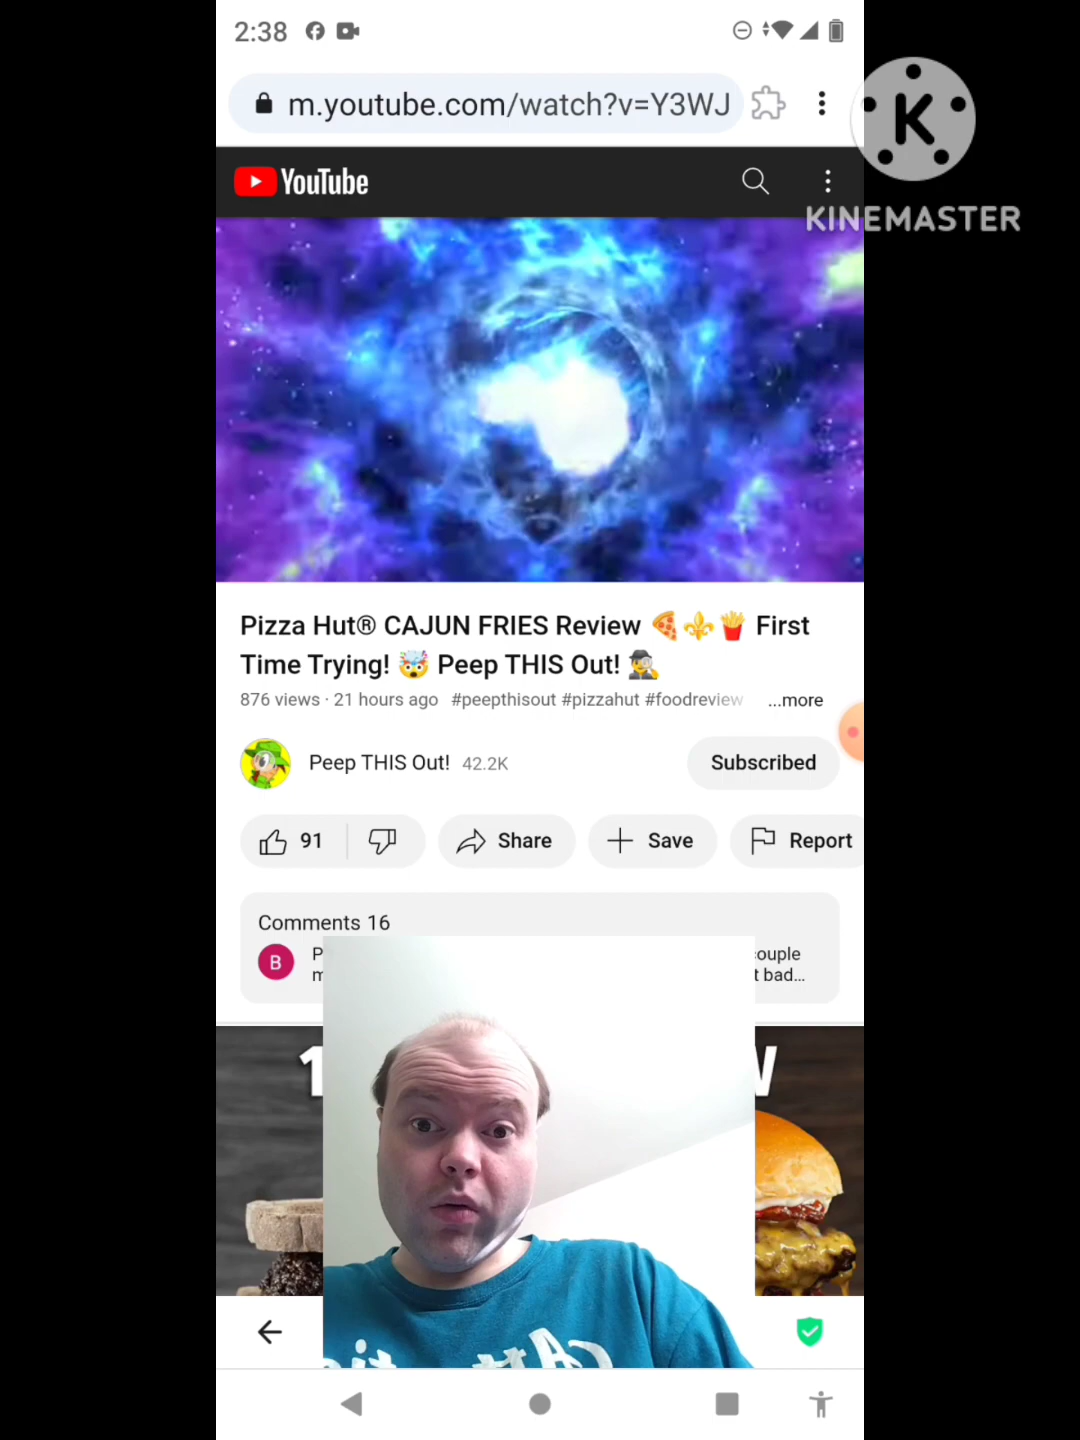 2:38
m.youtube.com/watch?v=Y3WJ
K
KINEMASTER
YouTube
Pizza Hut® CAJUN FRIES Review 🍕⚜️🍟 First
Time Trying! 🤯 Peep THIS Out! 🕵️
876 views · 21 hours ago #peepthisout #pizzahut #foodreview ...more
Peep THIS Out! 42.2K
Subscribed
91
Share
Save
Report
Comments 16
B